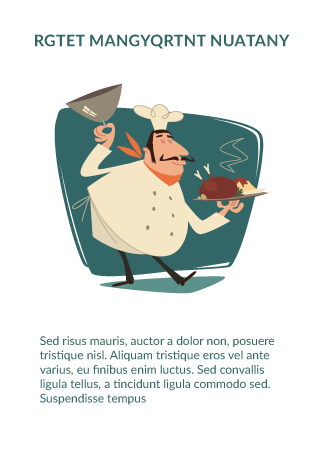 RGTET MANGYQRTNT NUATANY
Sed risus mauris, auctor a dolor non, posuere
tristique nisl. Aliquam tristique eros vel ante
varius, eu finibus enim luctus. Sed convallis
ligula tellus, a tincidunt ligula commodo sed.
Suspendisse tempus